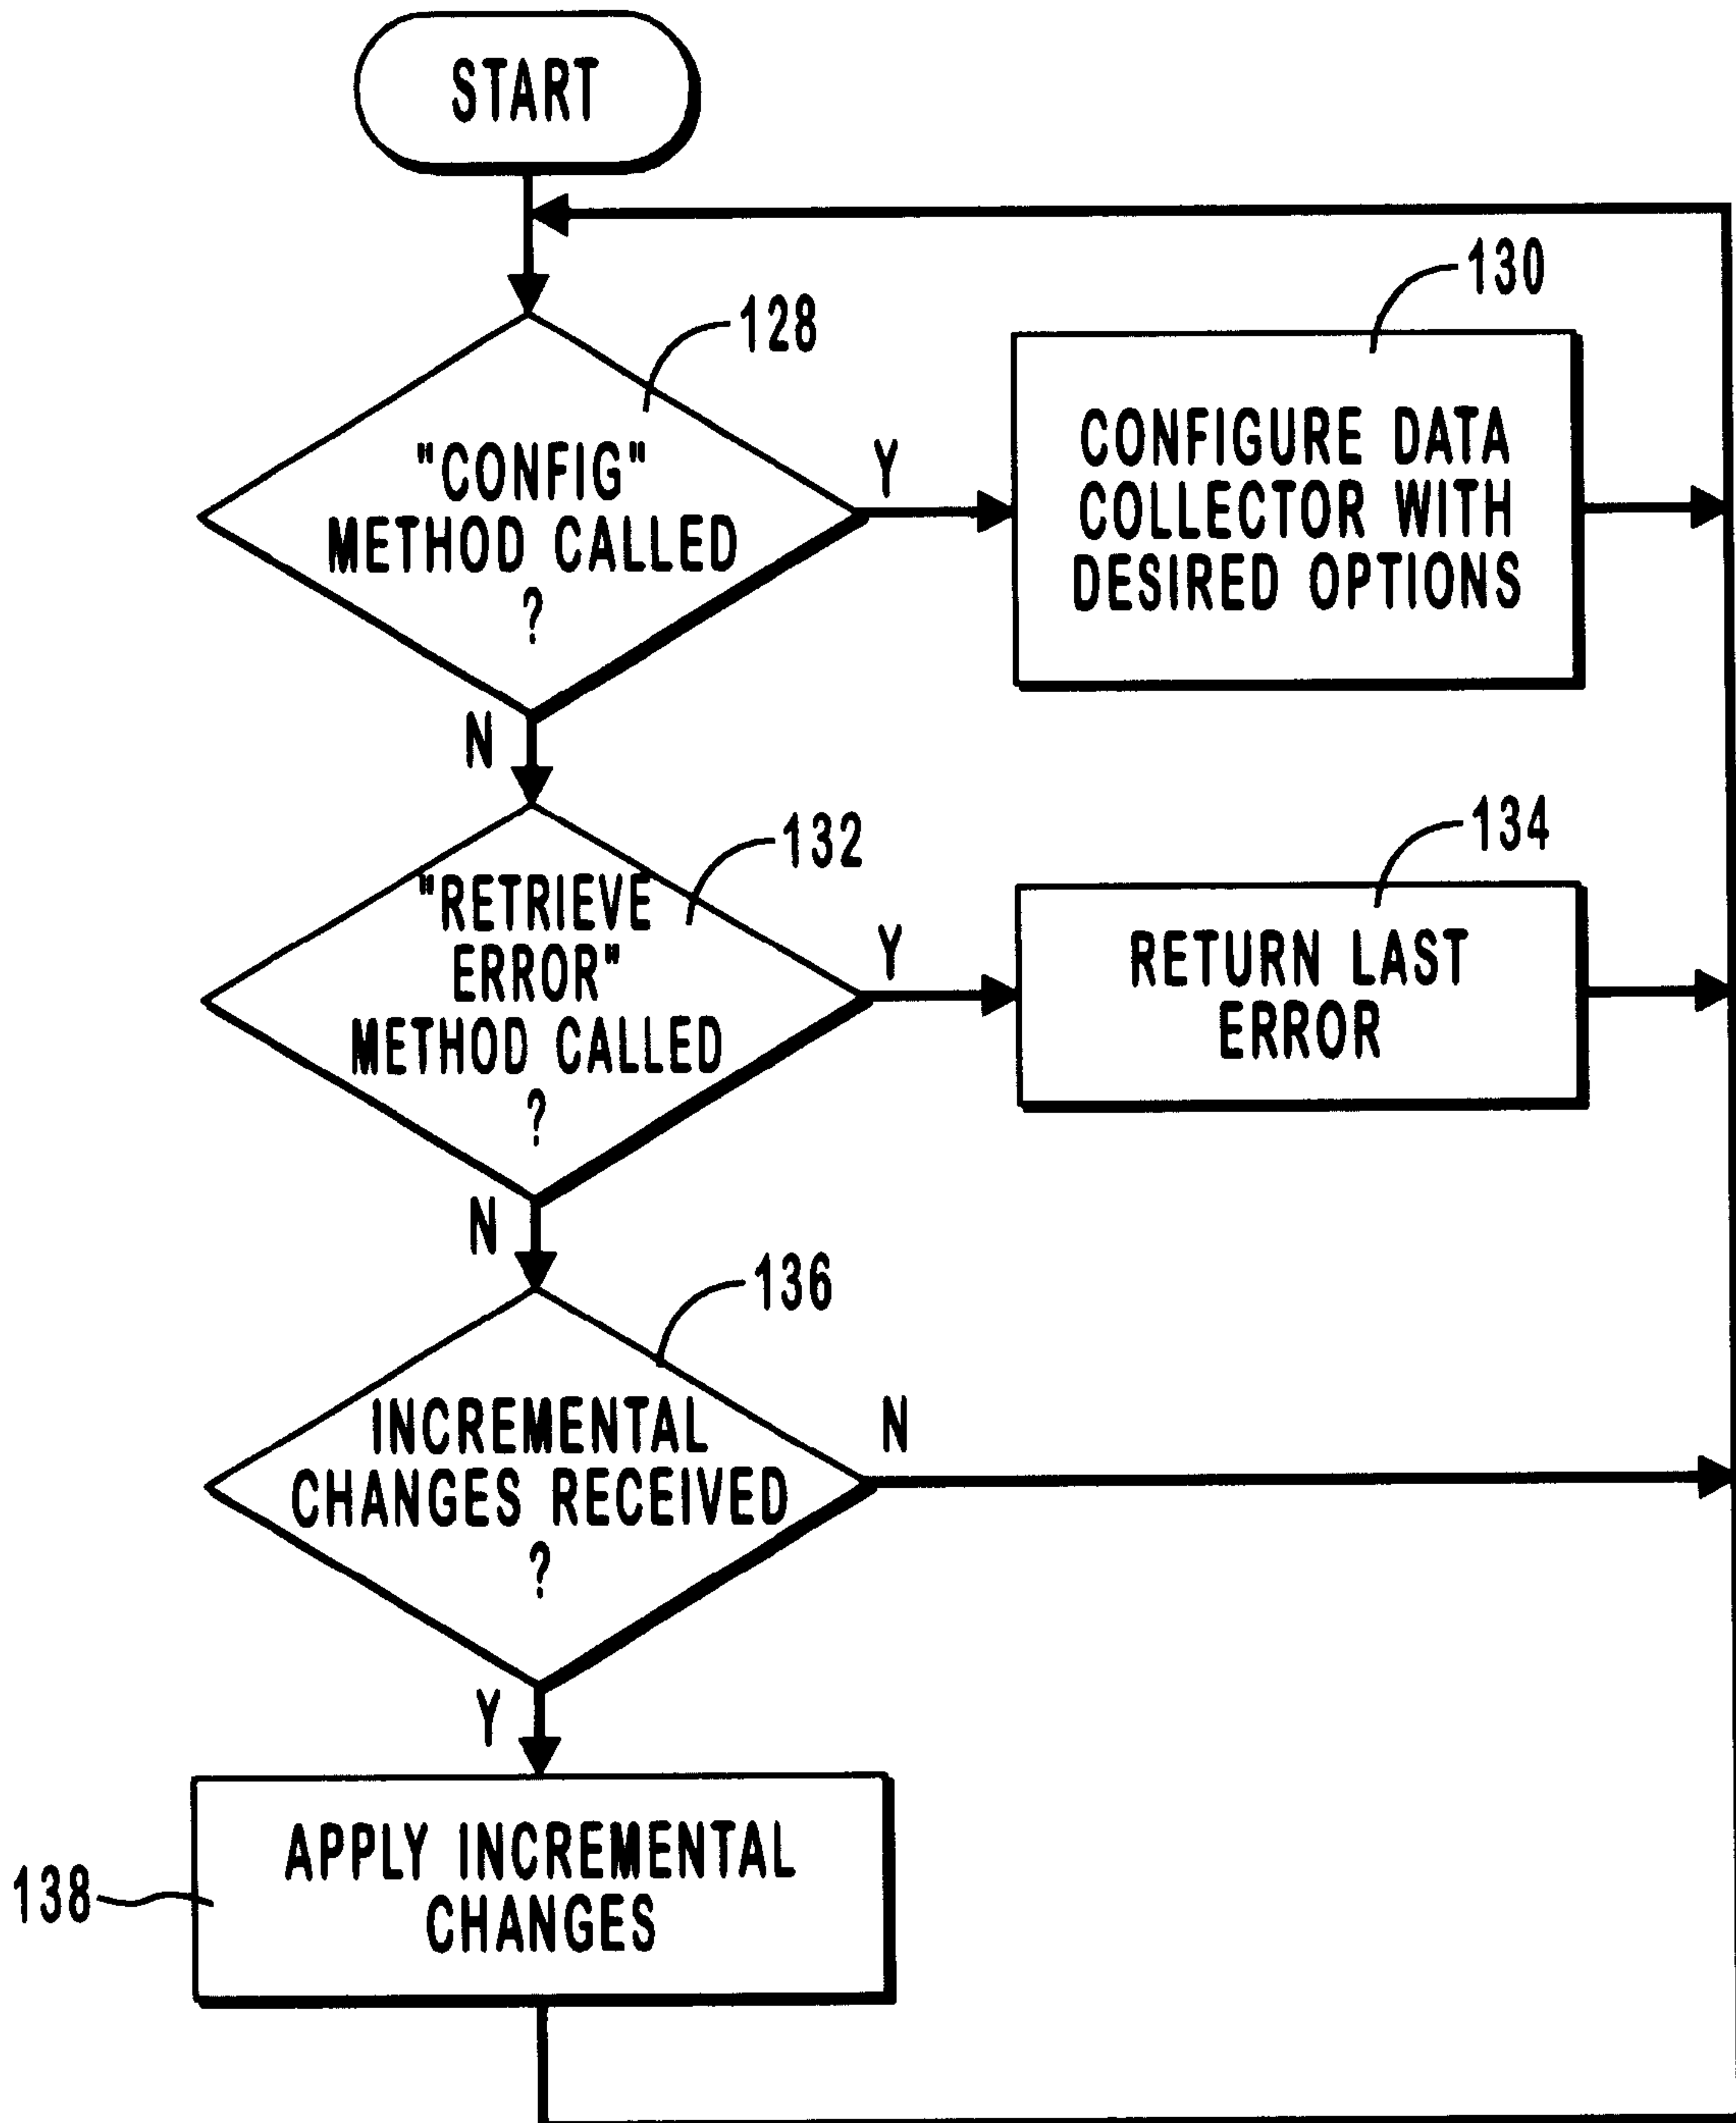 START
128
"CONFIG"
METHOD CALLED
?
Y
130
CONFIGURE DATA
COLLECTOR WITH
DESIRED OPTIONS
N
132
"RETRIEVE
ERROR"
METHOD CALLED
?
Y
134
RETURN LAST
ERROR
N
136
INCREMENTAL
CHANGES RECEIVED
?
N
Y
APPLY INCREMENTAL
CHANGES
138